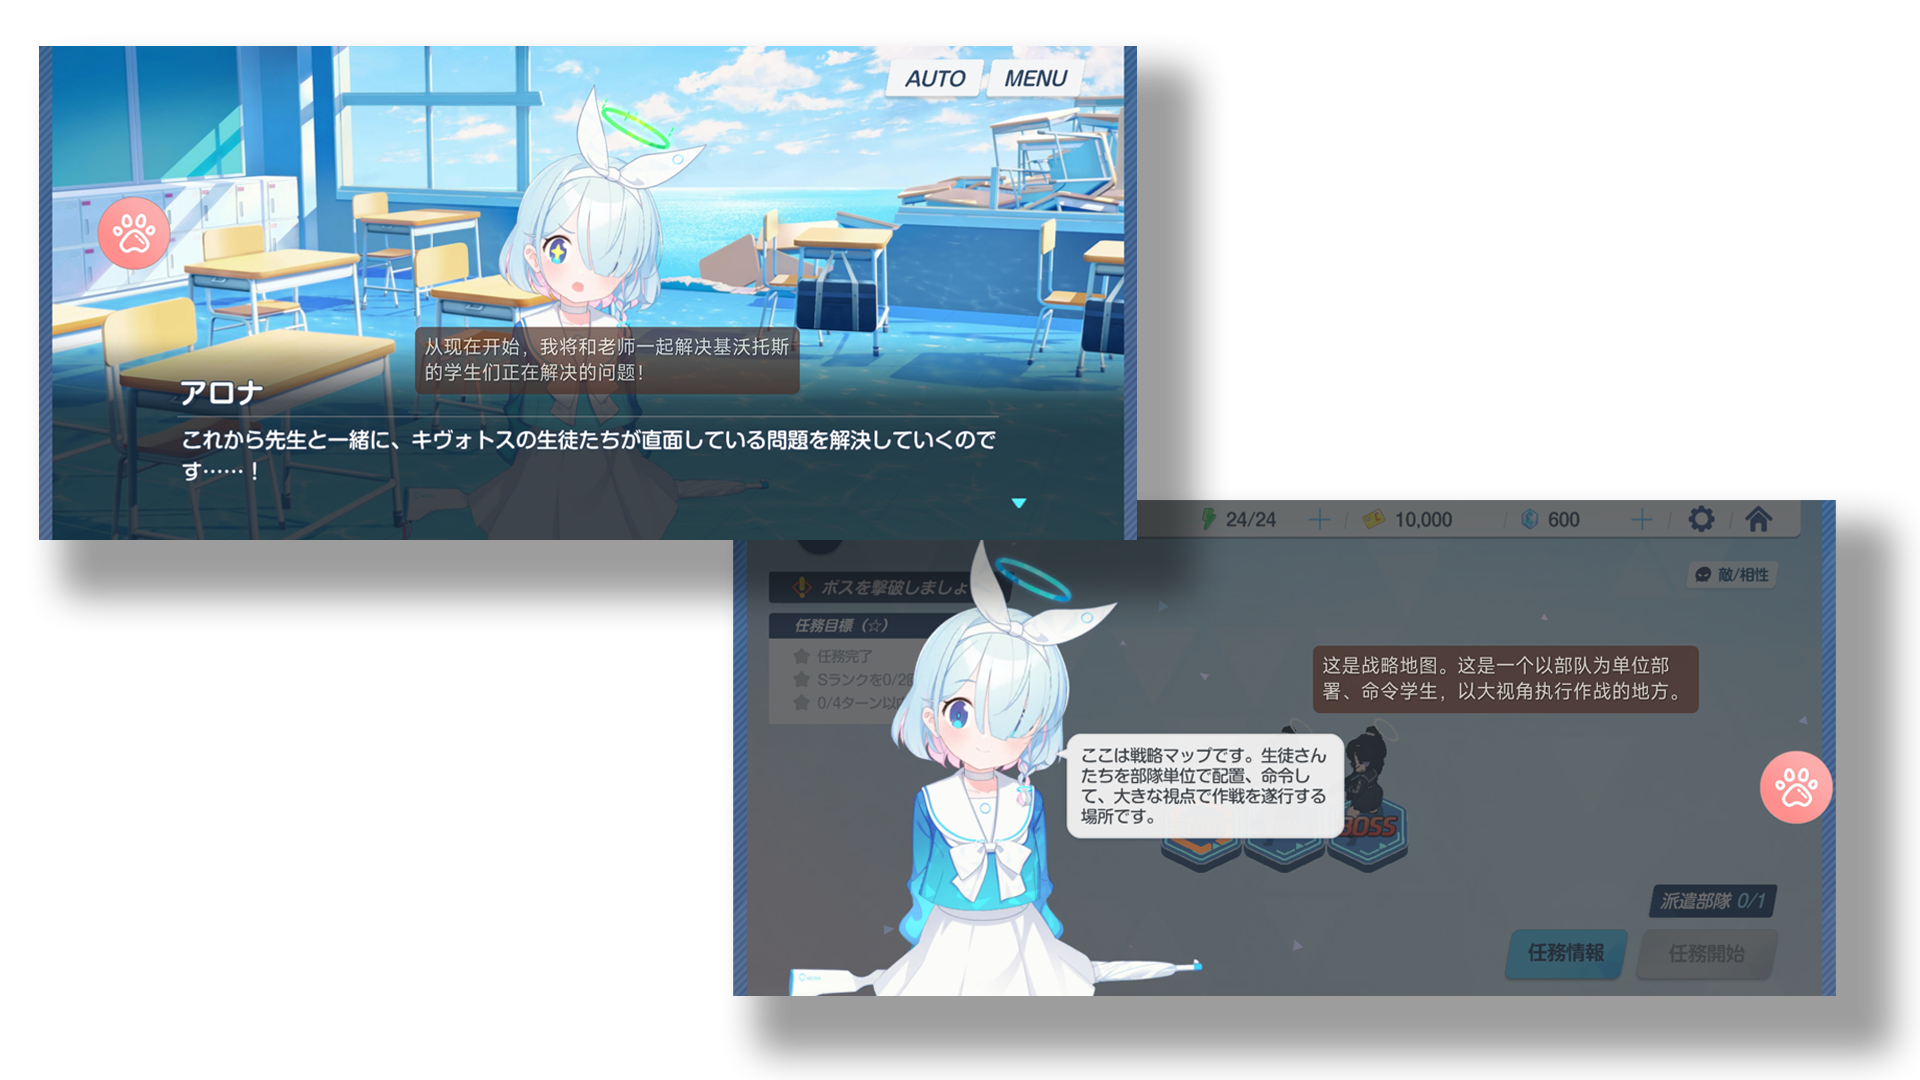 AUTO
MENU
从现在开始，我将和老师一起解决基沃托斯
的学生们正在解决的问题！
アロナ
これから先生と一緒に、キヴォトスの生徒たちが直面している問題を解決していくので
す……！
24/24
10,000
600
ボスを撃破しましょ
敵/相性
任務目標（☆）
任務完了
Sランクを0/2
0/4ターン以
这是战略地图。这是一个以部队为单位部
署、命令学生，以大视角执行作战的地方。
ここは戦略マップです。生徒さん
たちを部隊単位で配置、命令し
て、大きな視点で作戦を遂行する
場所です。
BOSS
派遣部隊 0/1
任務情報
任務開始